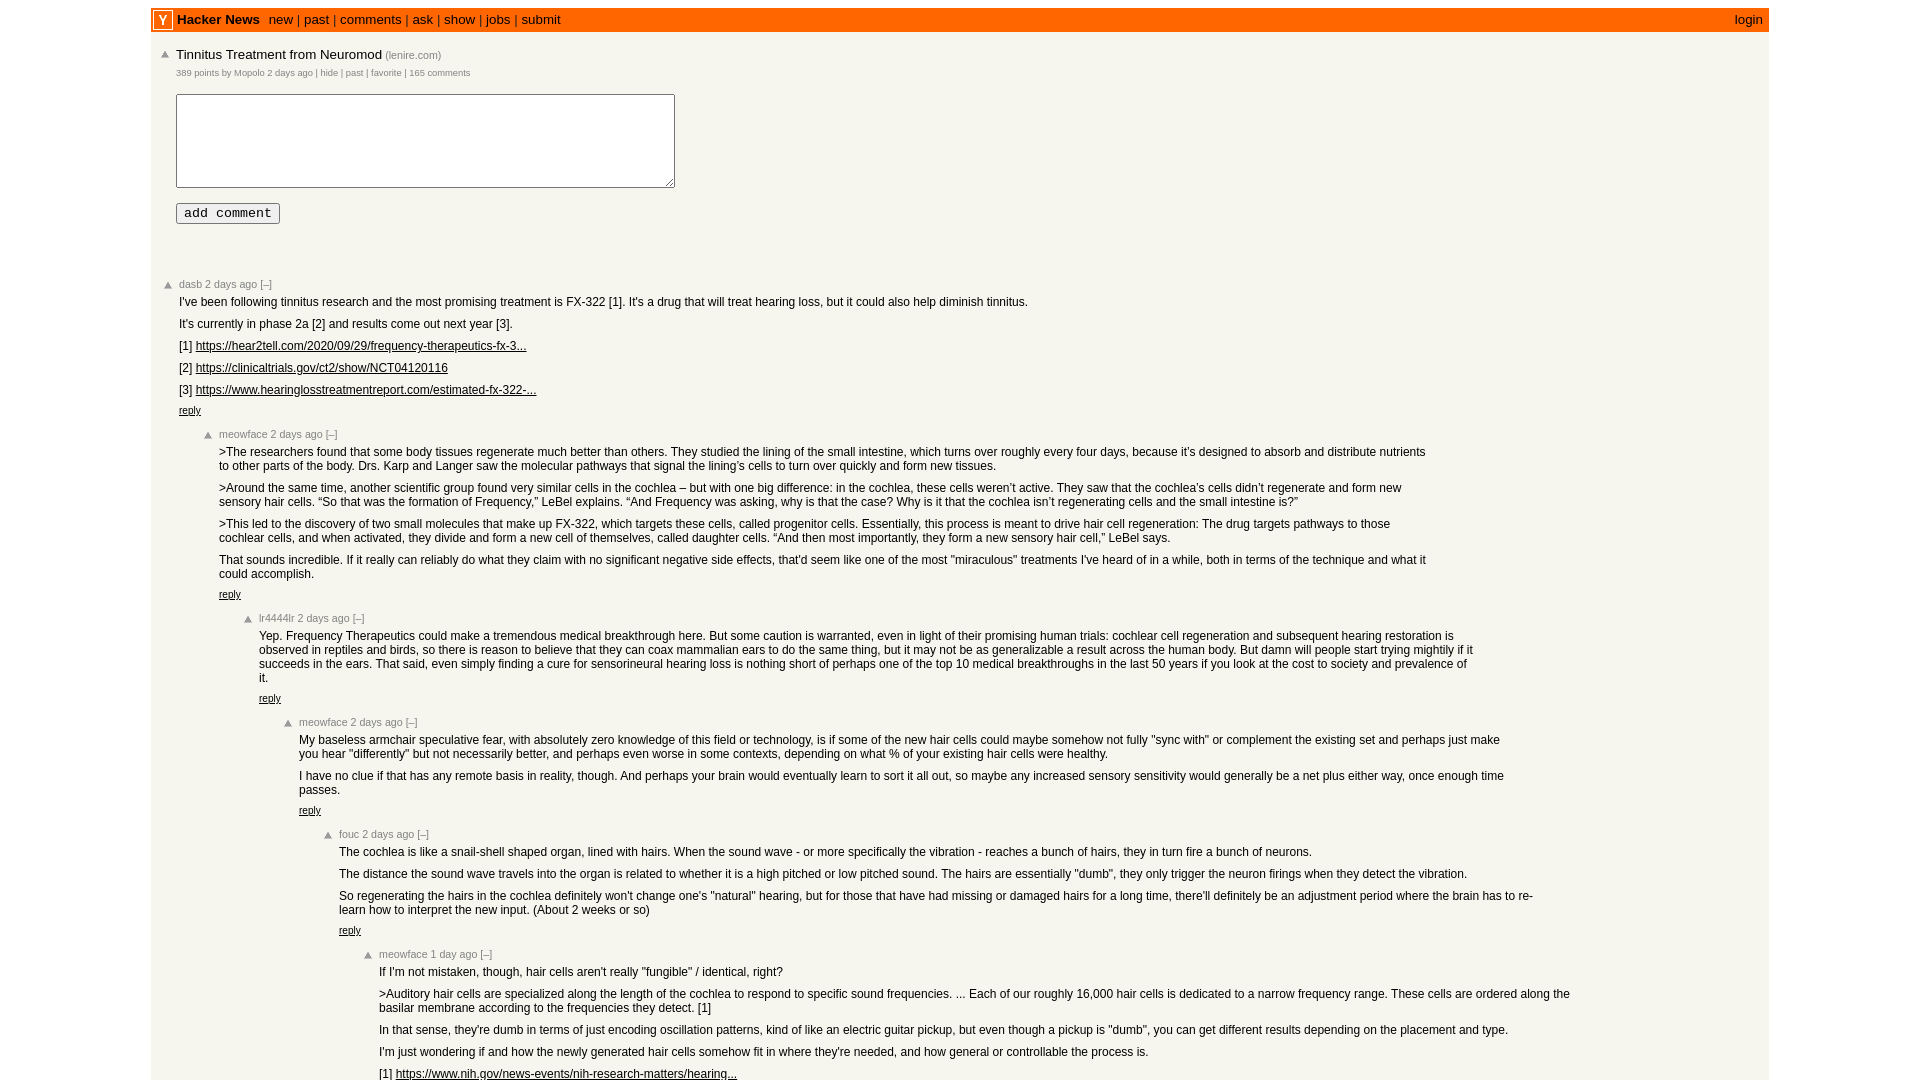 Y Hacker News new | past | comments | ask | show | jobs | submit login
Tinnitus Treatment from Neuromod (lenire.com)
389 points by Mopolo 2 days ago | hide | past | favorite | 165 comments
add comment
dasb 2 days ago [–]
I've been following tinnitus research and the most promising treatment is FX-322 [1]. It's a drug that will treat hearing loss, but it could also help diminish tinnitus.
It's currently in phase 2a [2] and results come out next year [3].
[1] https://hear2tell.com/2020/09/29/frequency-therapeutics-fx-3...
[2] https://clinicaltrials.gov/ct2/show/NCT04120116
[3] https://www.hearinglosstreatmentreport.com/estimated-fx-322-...
reply
meowface 2 days ago [–]
>The researchers found that some body tissues regenerate much better than others. They studied the lining of the small intestine, which turns over roughly every four days, because it’s designed to absorb and distribute nutrients
to other parts of the body. Drs. Karp and Langer saw the molecular pathways that signal the lining’s cells to turn over quickly and form new tissues.
>Around the same time, another scientific group found very similar cells in the cochlea – but with one big difference: in the cochlea, these cells weren’t active. They saw that the cochlea’s cells didn’t regenerate and form new
sensory hair cells. “So that was the formation of Frequency,” LeBel explains. “And Frequency was asking, why is that the case? Why is it that the cochlea isn’t regenerating cells and the small intestine is?”
>This led to the discovery of two small molecules that make up FX-322, which targets these cells, called progenitor cells. Essentially, this process is meant to drive hair cell regeneration: The drug targets pathways to those
cochlear cells, and when activated, they divide and form a new cell of themselves, called daughter cells. “And then most importantly, they form a new sensory hair cell,” LeBel says.
That sounds incredible. If it really can reliably do what they claim with no significant negative side effects, that'd seem like one of the most "miraculous" treatments I've heard of in a while, both in terms of the technique and what it
could accomplish.
reply
lr4444lr 2 days ago [–]
Yep. Frequency Therapeutics could make a tremendous medical breakthrough here. But some caution is warranted, even in light of their promising human trials: cochlear cell regeneration and subsequent hearing restoration is
observed in reptiles and birds, so there is reason to believe that they can coax mammalian ears to do the same thing, but it may not be as generalizable a result across the human body. But damn will people start trying mightily if it
succeeds in the ears. That said, even simply finding a cure for sensorineural hearing loss is nothing short of perhaps one of the top 10 medical breakthroughs in the last 50 years if you look at the cost to society and prevalence of
it.
reply
meowface 2 days ago [–]
My baseless armchair speculative fear, with absolutely zero knowledge of this field or technology, is if some of the new hair cells could maybe somehow not fully "sync with" or complement the existing set and perhaps just make
you hear "differently" but not necessarily better, and perhaps even worse in some contexts, depending on what % of your existing hair cells were healthy.
I have no clue if that has any remote basis in reality, though. And perhaps your brain would eventually learn to sort it all out, so maybe any increased sensory sensitivity would generally be a net plus either way, once enough time
passes.
reply
fouc 2 days ago [–]
The cochlea is like a snail-shell shaped organ, lined with hairs. When the sound wave - or more specifically the vibration - reaches a bunch of hairs, they in turn fire a bunch of neurons.
The distance the sound wave travels into the organ is related to whether it is a high pitched or low pitched sound. The hairs are essentially "dumb", they only trigger the neuron firings when they detect the vibration.
So regenerating the hairs in the cochlea definitely won't change one's "natural" hearing, but for those that have had missing or damaged hairs for a long time, there'll definitely be an adjustment period where the brain has to re-
learn how to interpret the new input. (About 2 weeks or so)
reply
meowface 1 day ago [–]
If I'm not mistaken, though, hair cells aren't really "fungible" / identical, right?
>Auditory hair cells are specialized along the length of the cochlea to respond to specific sound frequencies. ... Each of our roughly 16,000 hair cells is dedicated to a narrow frequency range. These cells are ordered along the
basilar membrane according to the frequencies they detect. [1]
In that sense, they're dumb in terms of just encoding oscillation patterns, kind of like an electric guitar pickup, but even though a pickup is "dumb", you can get different results depending on the placement and type.
I'm just wondering if and how the newly generated hair cells somehow fit in where they're needed, and how general or controllable the process is.
[1] https://www.nih.gov/news-events/nih-research-matters/hearing...